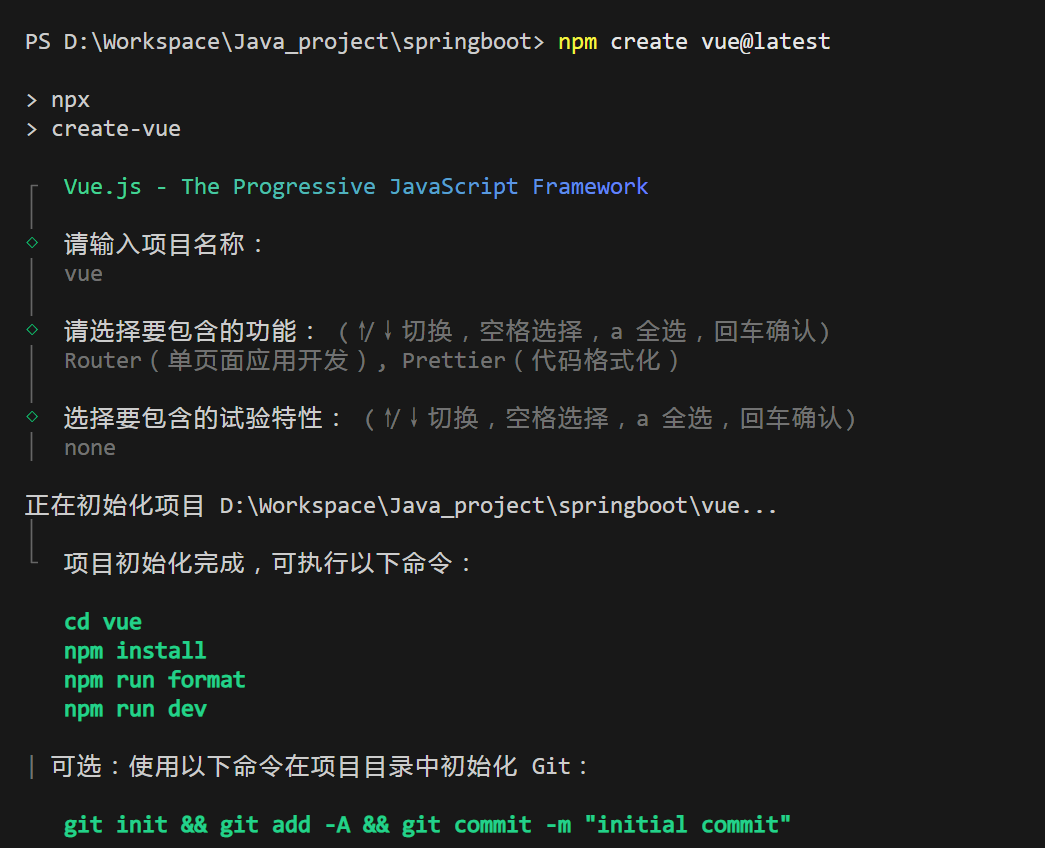 PS D:\Workspace\Java_project\springboot> npm create vue@latest
> npx
> create-vue
Vue.js - The Progressive JavaScript Framework
请输入项目名称：
vue
请选择要包含的功能： (↑/↓切换，空格选择，a 全选，回车确认)
Router（单页面应用开发）, Prettier（代码格式化）
选择要包含的试验特性： (↑/↓切换，空格选择，a 全选，回车确认)
none
正在初始化项目 D:\Workspace\Java_project\springboot\vue...
项目初始化完成，可执行以下命令：
cd vue
npm install
npm run format
npm run dev
| 可选：使用以下命令在项目目录中初始化 Git：
git init && git add -A && git commit -m "initial commit"